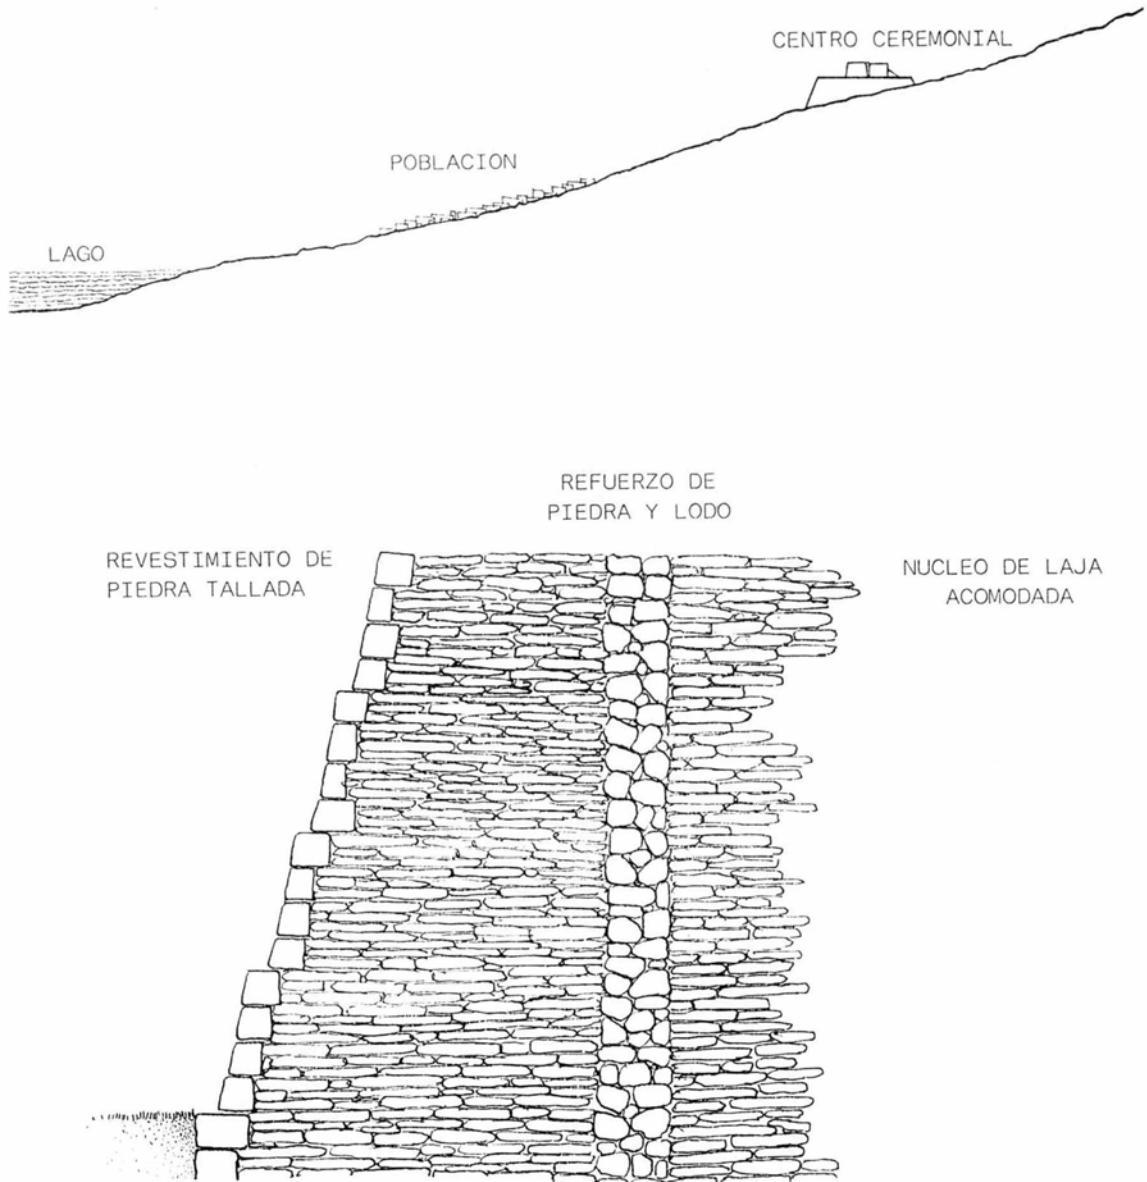 CENTRO CEREMONIAL
POBLACION
LAGO
REFUERZO DE
PIEDRA Y LODO
REVESTIMIENTO DE
PIEDRA TALLADA
NUCLEO DE LAJA
ACOMODADA